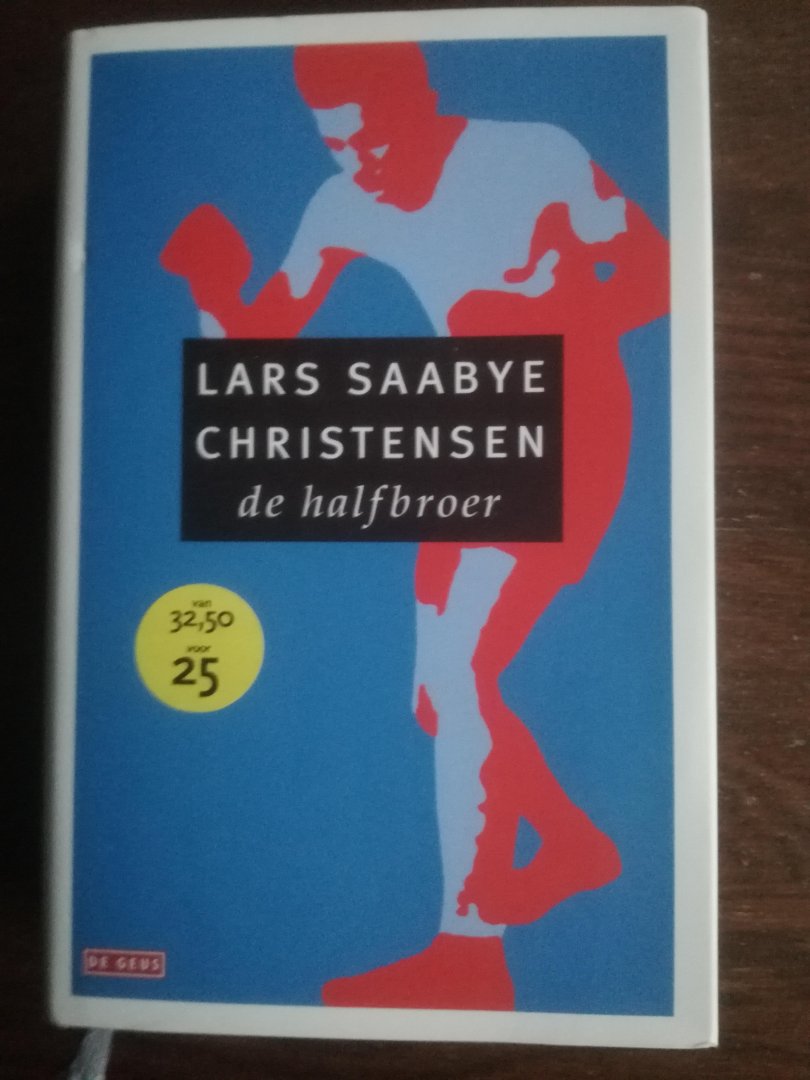 LARS SAABYE
CHRISTENSEN
de halfbroer
van
32,50
voor
25
DE GEUS